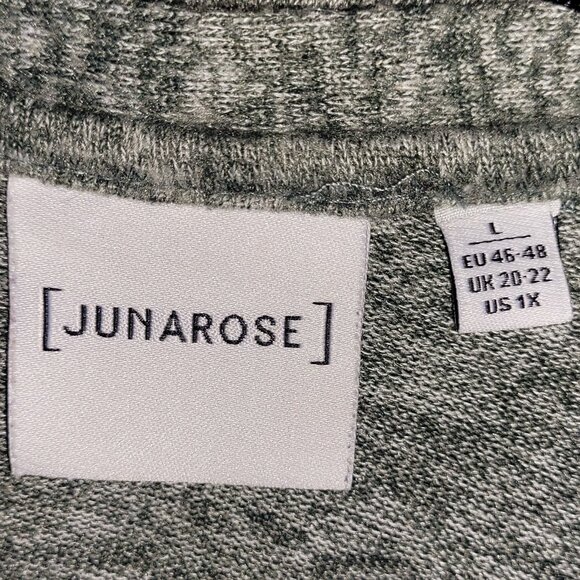 [JUNAROSE]
L
EU 46-48
UK 20-22
US 1X